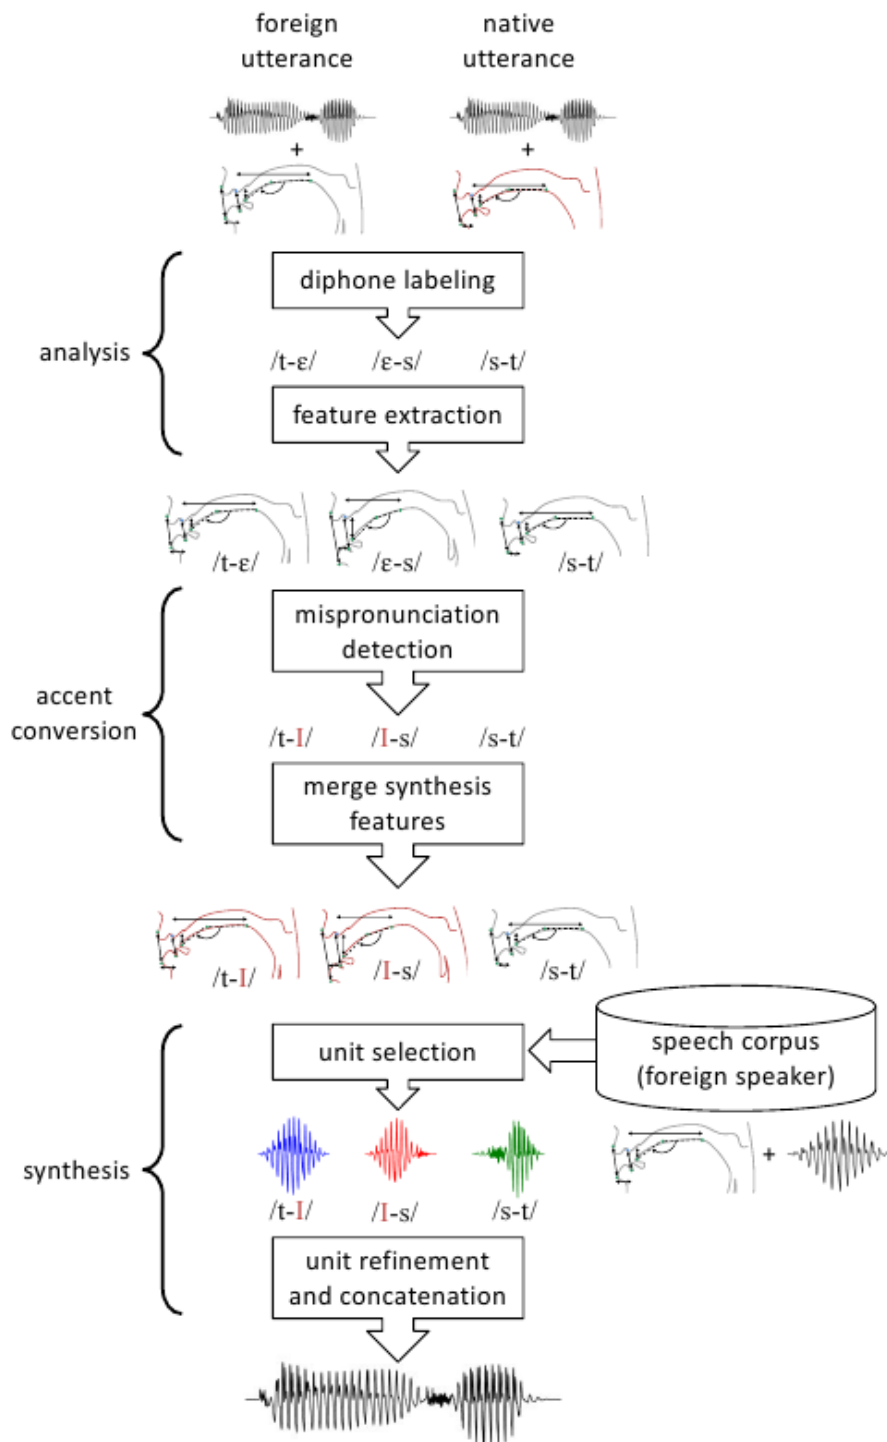 foreign
utterance
native
utterance
+
+
diphone labeling
analysis
/t-ε/
/ε-s/
/s-t/
feature extraction
/t-ε/
/ε-s/
/s-t/
mispronunciation
detection
accent
conversion
/t-I/
/I-s/
/s-t/
merge synthesis
features
/t-I/
/I-s/
/s-t/
unit selection
speech corpus
(foreign speaker)
+
synthesis
/t-I/
/I-s/
/s-t/
unit refinement
and concatenation